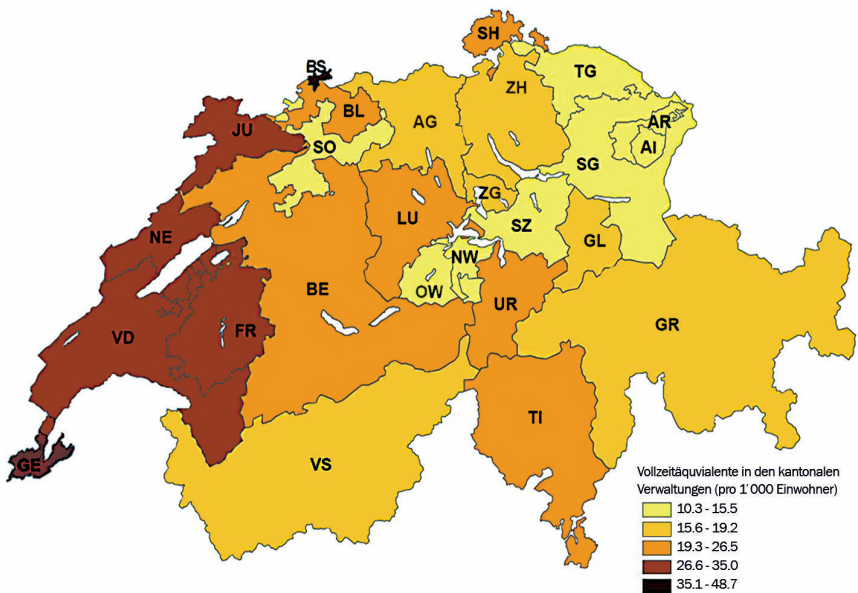 SH
BS
TG
ZH
BL
JU
AG
AR
SO
AI
SG
ZG
LU
SZ
NE
GL
NW
OW
BE
UR
GR
VD
FR
TI
GE
VS
Vollzeitäquvialente in den kantonalen
Verwaltungen (pro 1'000 Einwohner)
10.3 - 15.5
15.6 - 19.2
19.3 - 26.5
26.6 - 35.0
35.1 - 48.7